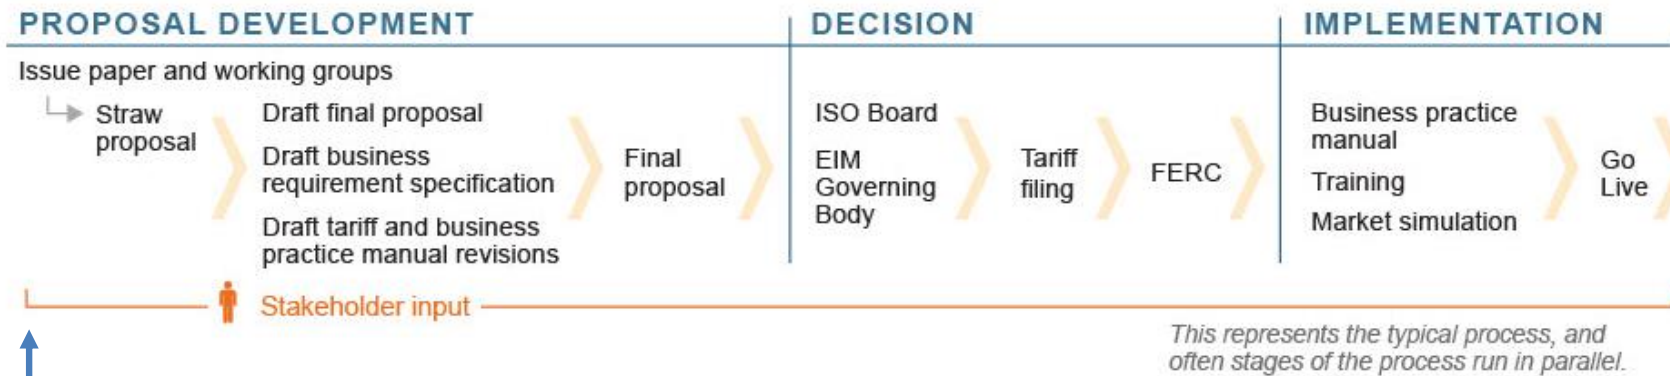 PROPOSAL DEVELOPMENT
Issue paper and working groups
Straw
proposal
Draft final proposal
Draft business
requirement specification
Draft tariff and business
practice manual revisions
Final
proposal
DECISION
ISO Board
EIM
Governing
Body
Tariff
filing
FERC
IMPLEMENTATION
Business practice
manual
Training
Market simulation
Go
Live
Stakeholder input
This represents the typical process, and
often stages of the process run in parallel.